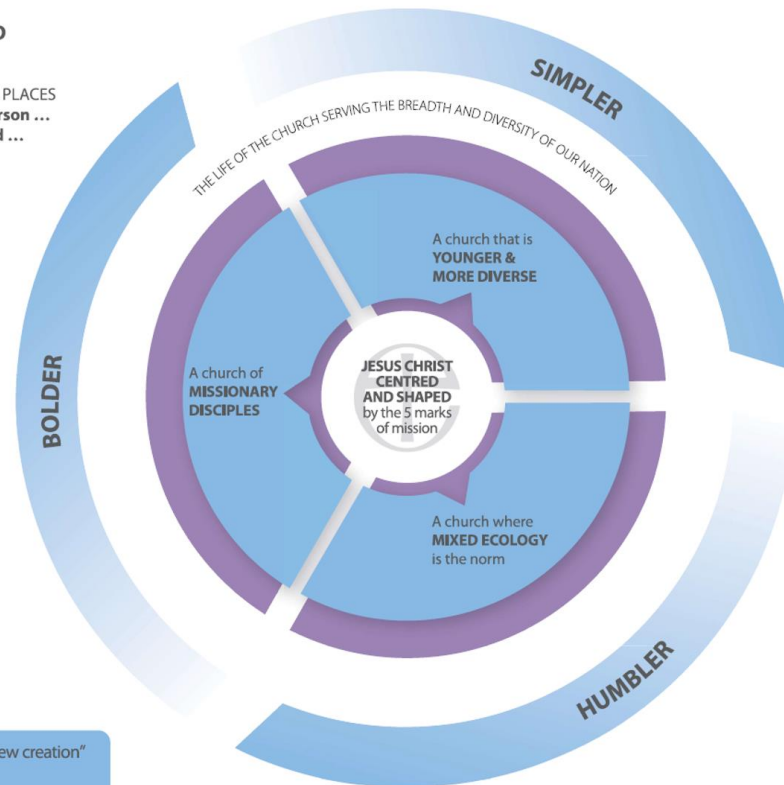 PLACES
SIMPLER
THE LIFE OF THE CHURCH SERVING THE BREADTH AND DIVERSITY OF OUR NATION
A church that is
YOUNGER &
MORE DIVERSE
BOLDER
A church of
MISSIONARY
DISCIPLES
JESUS CHRIST
CENTRED
AND SHAPED
by the 5 marks
of mission
A church where
MIXED ECOLOGY
is the norm
HUMBLER
creation”